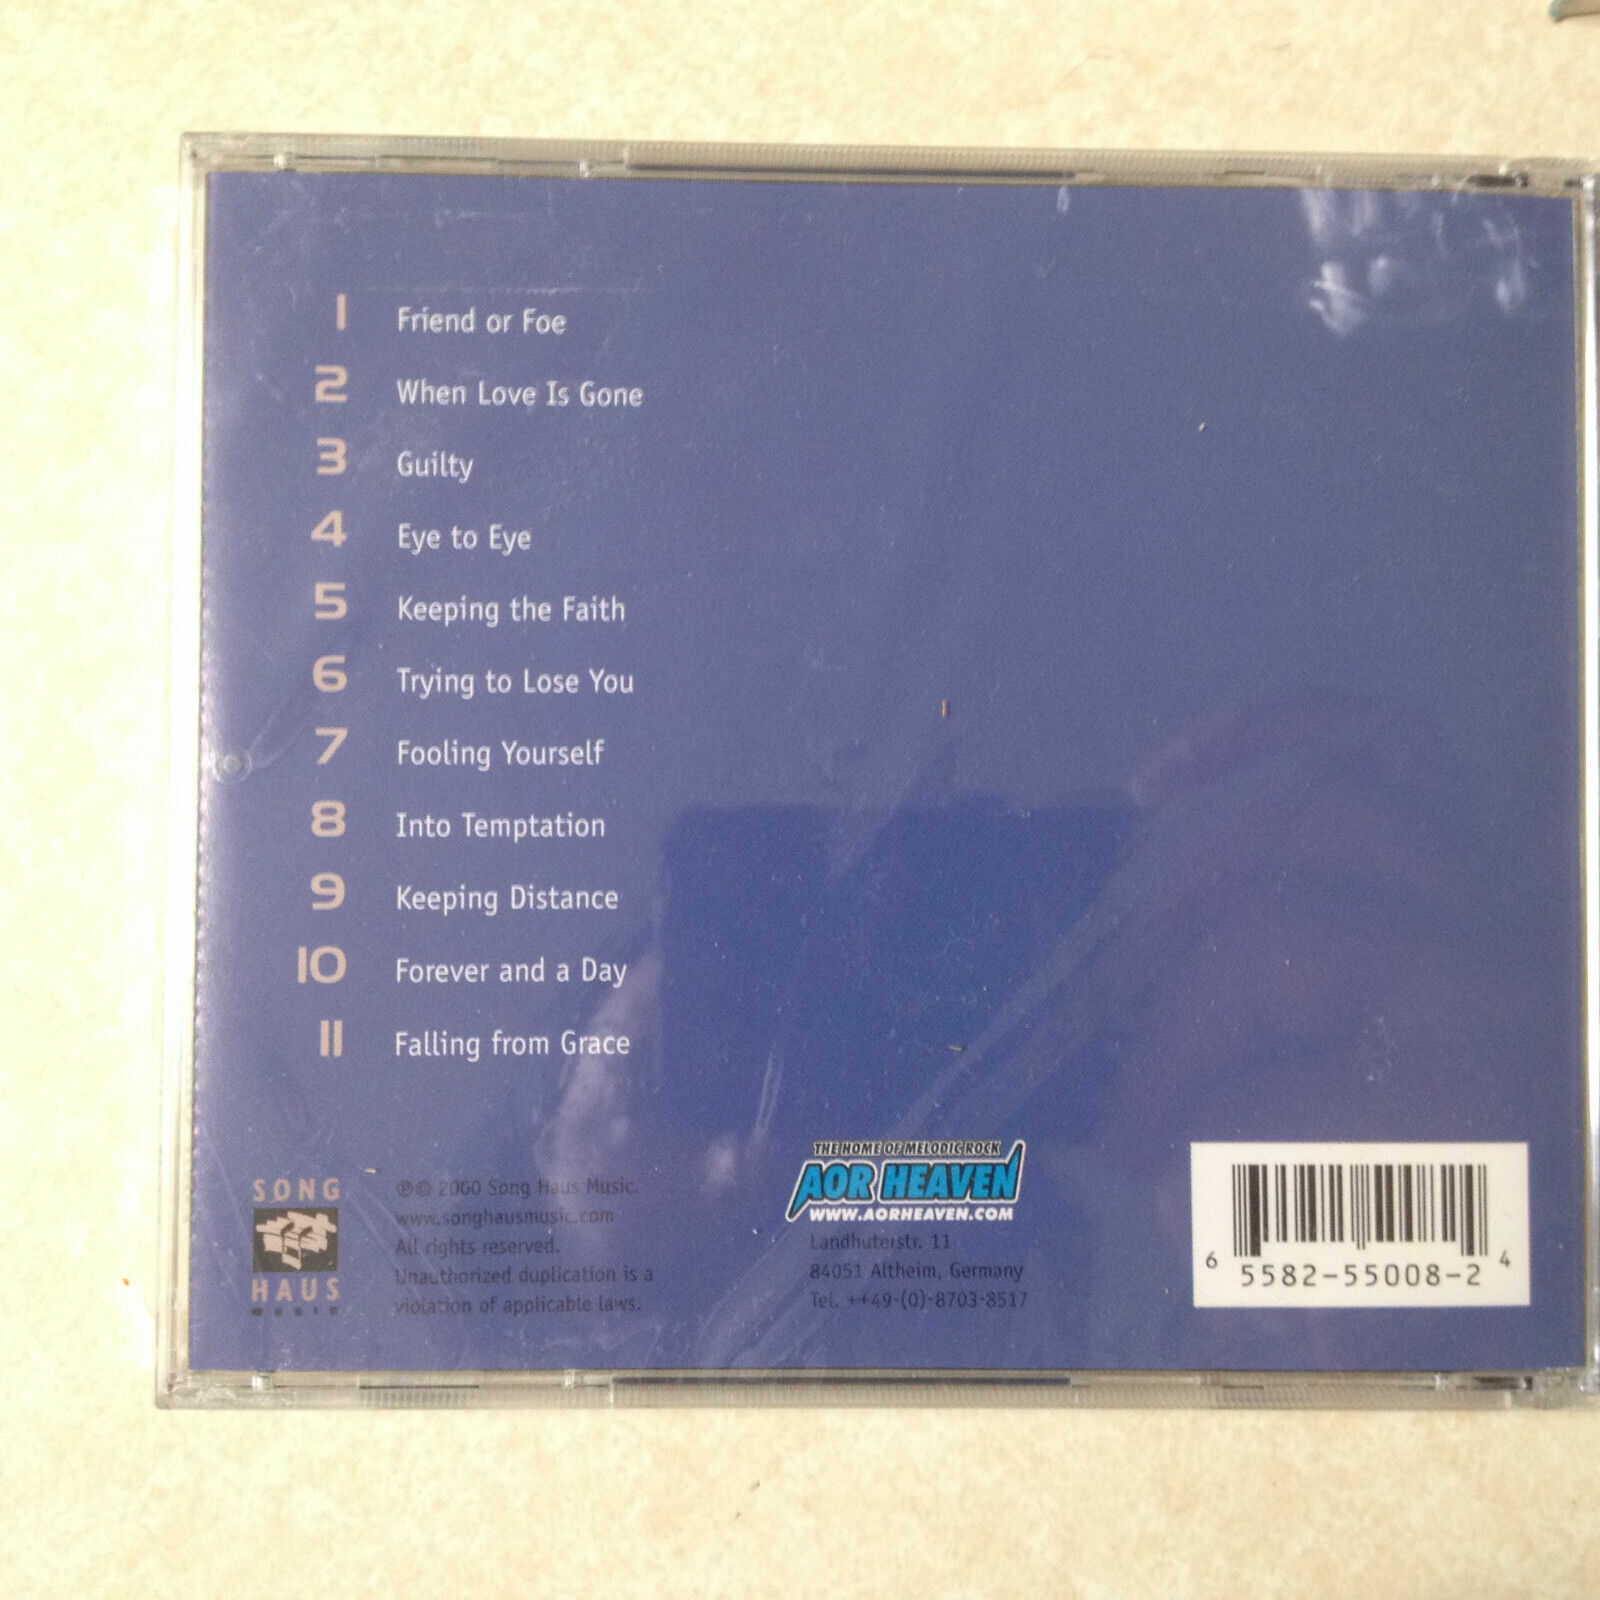 1 Friend or Foe
2 When Love Is Gone
3 Guilty
4 Eye to Eye
5 Keeping the Faith
6 Trying to Lose You
7 Fooling Yourself
8 Into Temptation
9 Keeping Distance
10 Forever and a Day
11 Falling from Grace
SONG
HAUS
MUSIC
℗© 2000 Song Haus Music.
www.songhausmusic.com
All rights reserved.
Unauthorized duplication is a
violation of applicable laws.
THE HOME OF MELODIC ROCK
AOR HEAVEN
WWW.AORHEAVEN.COM
Landhuterstr. 11
84051 Altheim, Germany
Tel. ++49-(0)-8703-8517
6 5582-55008-2 4